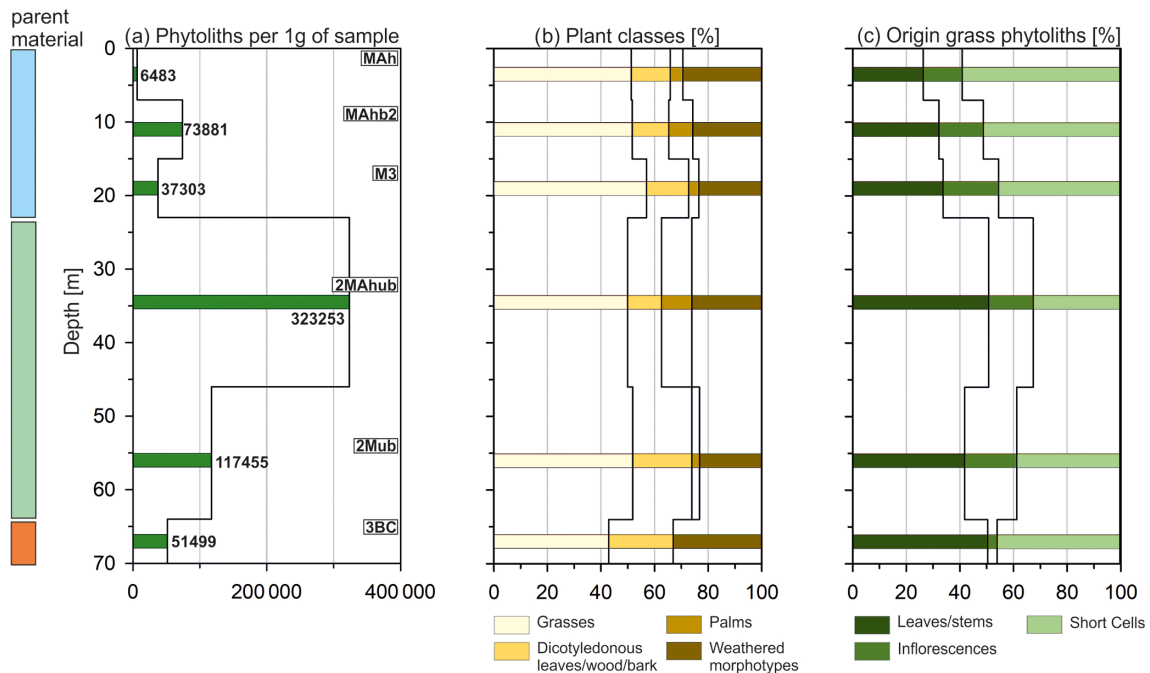 parent
material
(a) Phytoliths per 1g of sample
(b) Plant classes [%]
(c) Origin grass phytoliths [%]
Depth [m]
0
10
20
30
40
50
60
70
MAh
6483
MAhb2
73881
M3
37303
2MAhub
323253
2Mub
117455
3BC
51499
0
200 000
400 000
0
20
40
60
80
100
0
20
40
60
80
100
Grasses
Palms
Dicotyledonous
leaves/wood/bark
Weathered
morphotypes
Leaves/stems
Short Cells
Inflorescences